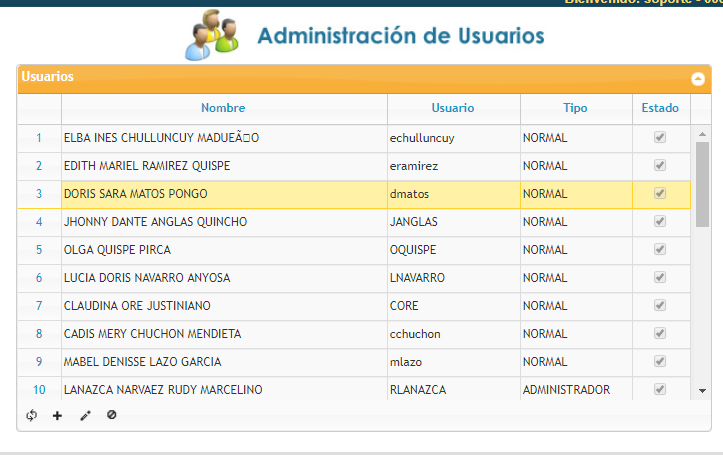 Bienvenido: soporte - 000
Administración de Usuarios
Usuarios
Nombre Usuario Tipo Estado
1 ELBA INES CHULLUNCUY MADUEÃ□O echulluncuy NORMAL
2 EDITH MARIEL RAMIREZ QUISPE eramirez NORMAL
3 DORIS SARA MATOS PONGO dmatos NORMAL
4 JHONNY DANTE ANGLAS QUINCHO JANGLAS NORMAL
5 OLGA QUISPE PIRCA OQUISPE NORMAL
6 LUCIA DORIS NAVARRO ANYOSA LNAVARRO NORMAL
7 CLAUDINA ORE JUSTINIANO CORE NORMAL
8 CADIS MERY CHUCHON MENDIETA cchuchon NORMAL
9 MABEL DENISSE LAZO GARCIA mlazo NORMAL
10 LANAZCA NARVAEZ RUDY MARCELINO RLANAZCA ADMINISTRADOR